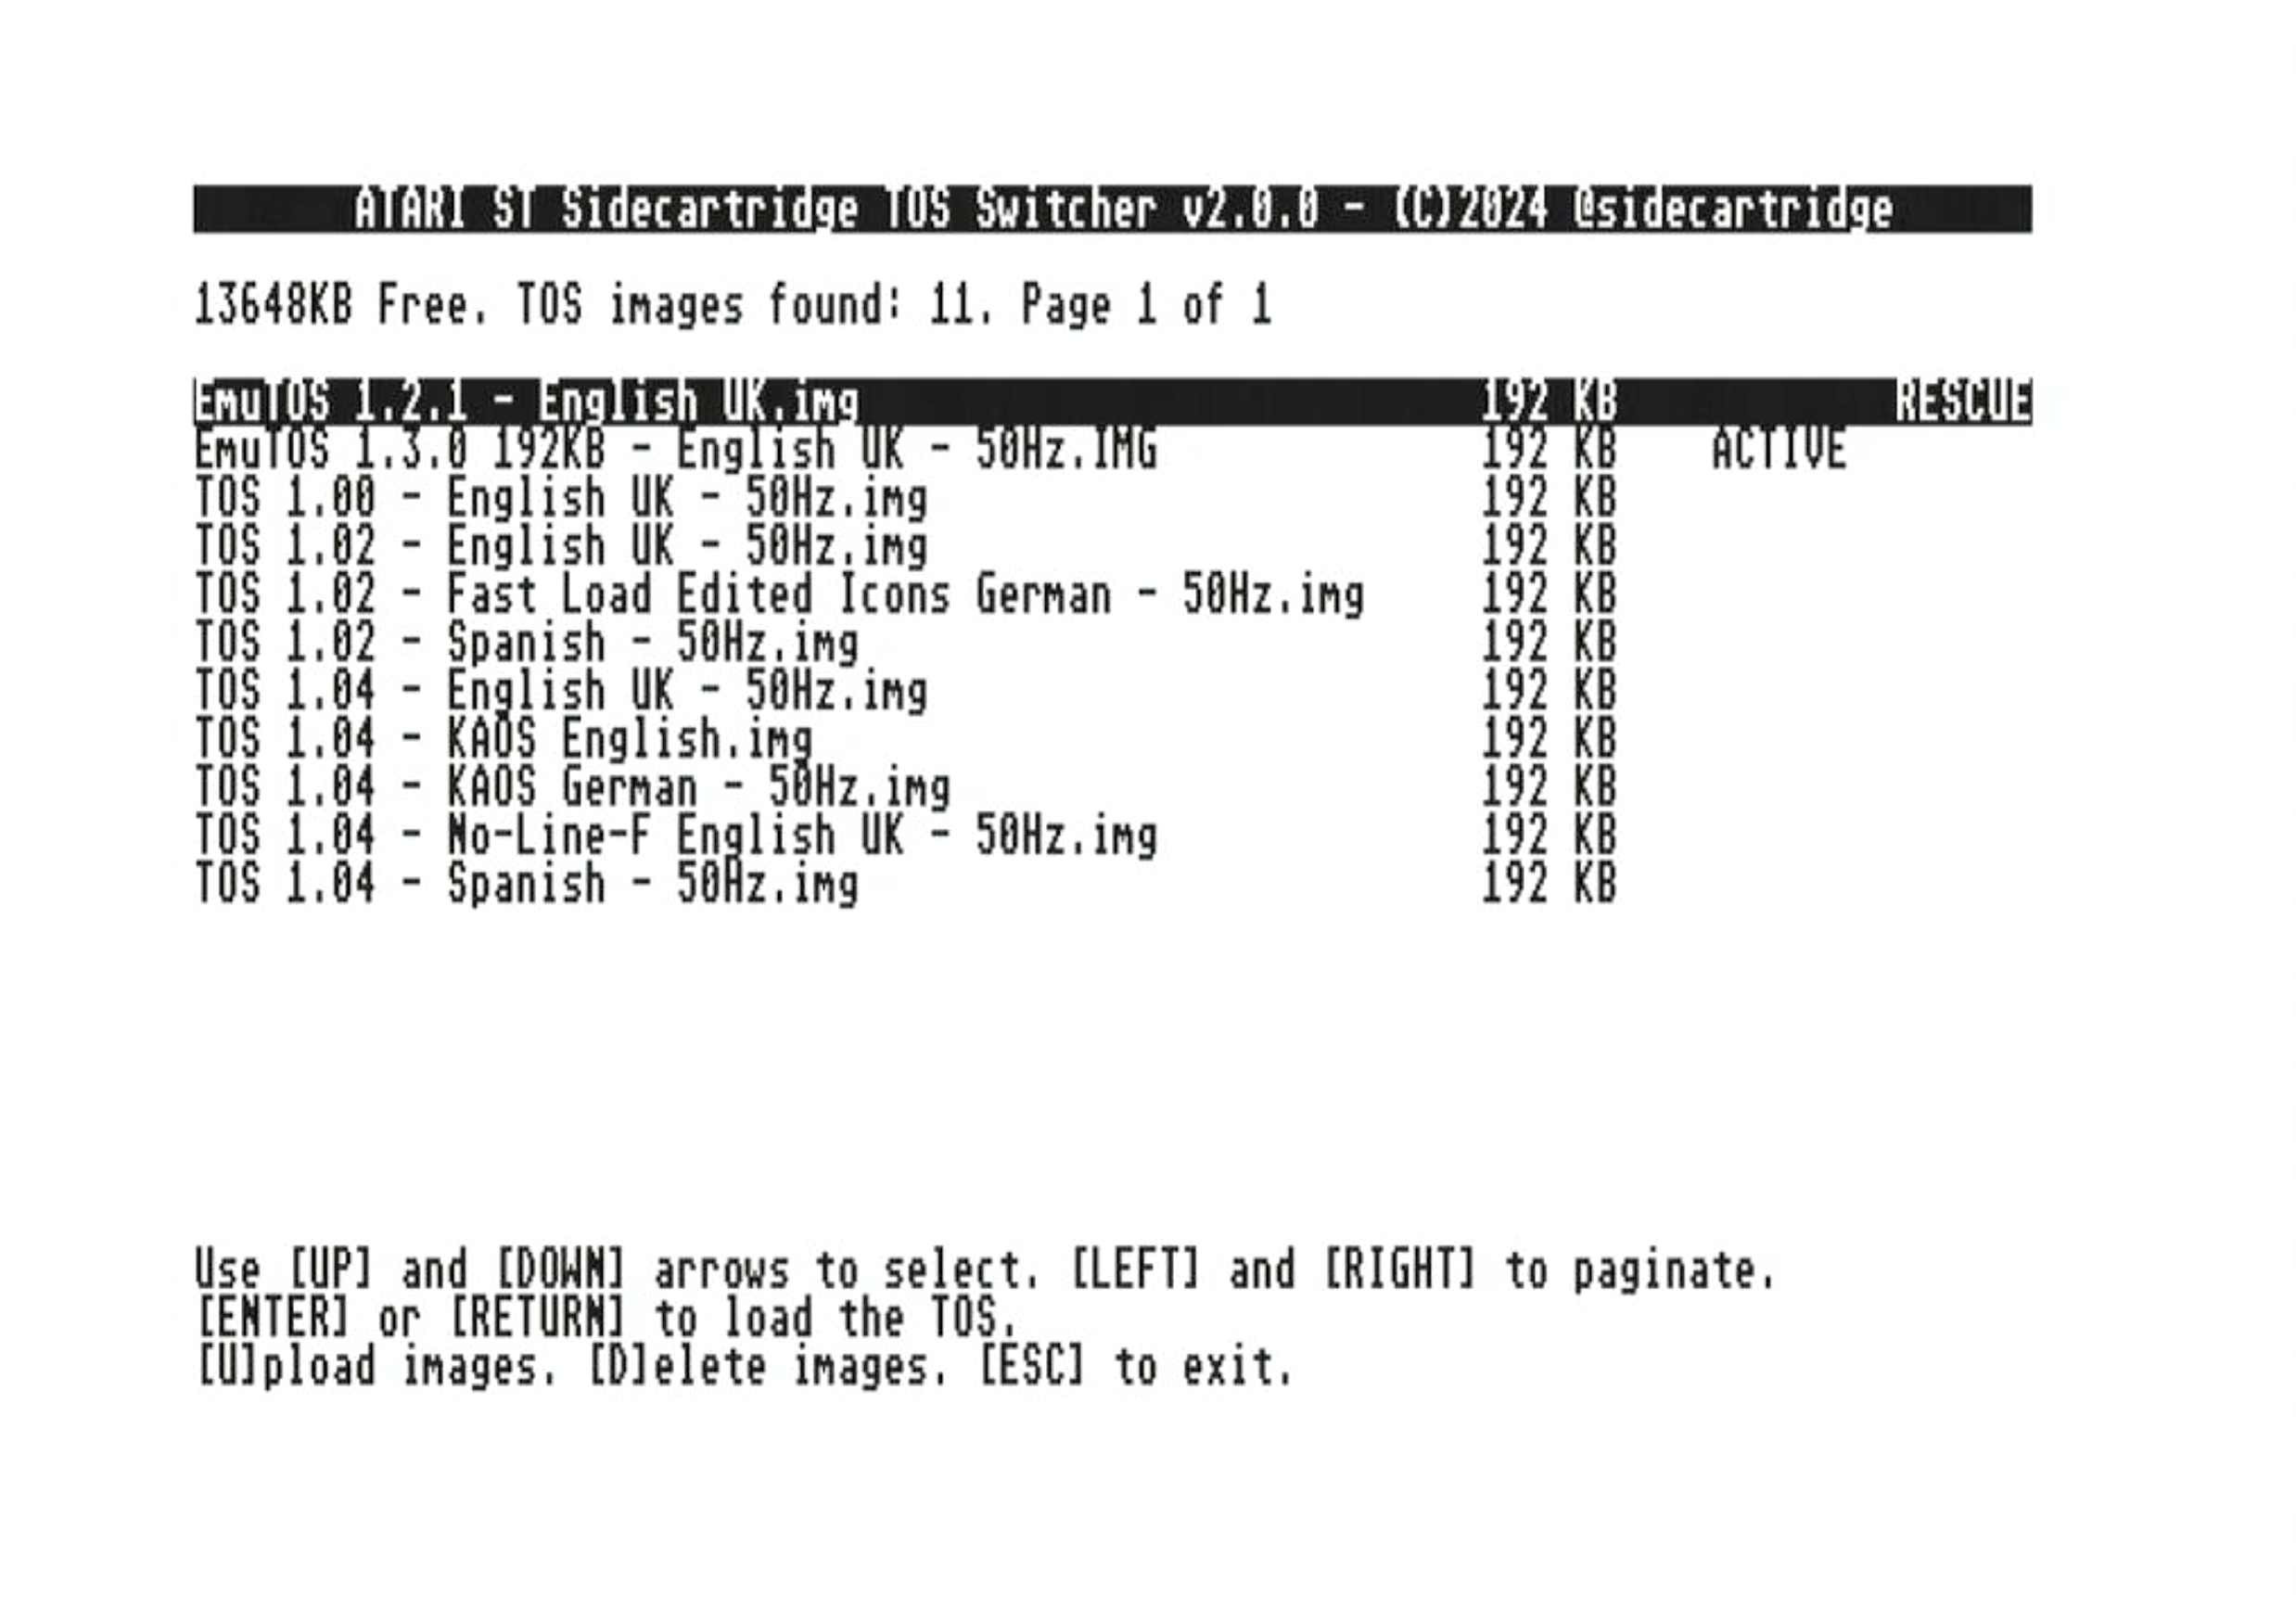 ATARI ST Sidecartridge TOS Switcher v2.0.0 - (C)2024 @sidecartridge
13648KB Free. TOS images found: 11. Page 1 of 1
EmuTOS 1.2.1 - English UK.img 192 KB RESCUE
EmuTOS 1.3.0 192KB - English UK - 50Hz.IMG 192 KB ACTIVE
TOS 1.00 - English UK - 50Hz.img 192 KB
TOS 1.02 - English UK - 50Hz.img 192 KB
TOS 1.02 - Fast Load Edited Icons German - 50Hz.img 192 KB
TOS 1.02 - Spanish - 50Hz.img 192 KB
TOS 1.04 - English UK - 50Hz.img 192 KB
TOS 1.04 - KAOS English.img 192 KB
TOS 1.04 - KAOS German - 50Hz.img 192 KB
TOS 1.04 - No-Line-F English UK - 50Hz.img 192 KB
TOS 1.04 - Spanish - 50Hz.img 192 KB
Use [UP] and [DOWN] arrows to select. [LEFT] and [RIGHT] to paginate.
[ENTER] or [RETURN] to load the TOS.
[U]pload images. [D]elete images. [ESC] to exit.